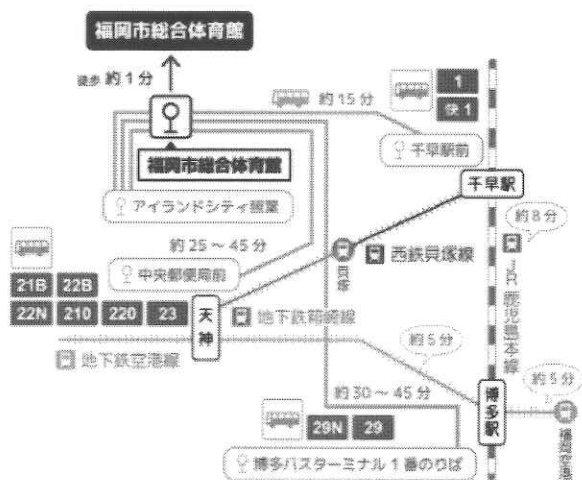 福岡市総合体育館
徒歩 約1分
約15分
1
快1
千早駅前
福岡市総合体育館
千早駅
アイランドシティ照葉
約8分
約25～45分
貝塚
西鉄貝塚線
JR鹿児島本線
中央郵便局前
21B 22B
22N 210 220 23
天神
地下鉄箱崎線
地下鉄空港線
約5分
約5分
約30～45分
博多駅
福岡空港
29N 29
博多バスターミナル1番のりば